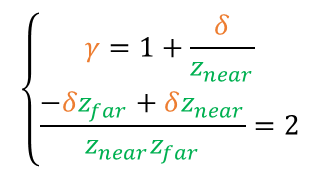 γ = 1 + δ / z_near
(−δz_far + δz_near) / (z_near z_far) = 2